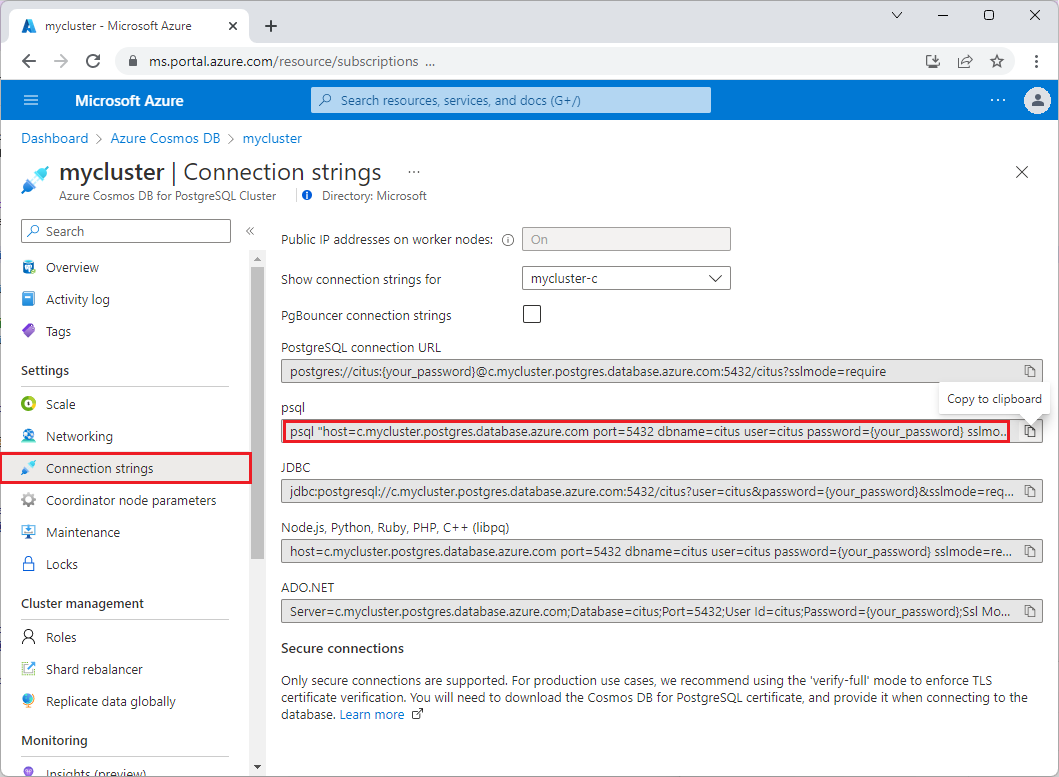 mycluster - Microsoft Azure
ms.portal.azure.com/resource/subscriptions ...
Microsoft Azure
Search resources, services, and docs (G+/)
Dashboard > Azure Cosmos DB > mycluster
mycluster | Connection strings ...
Azure Cosmos DB for PostgreSQL Cluster
Directory: Microsoft
Search
Overview
Activity log
Tags
Settings
Scale
Networking
Connection strings
Coordinator node parameters
Maintenance
Locks
Cluster management
Roles
Shard rebalancer
Replicate data globally
Monitoring
Insights (preview)
Public IP addresses on worker nodes:
On
Show connection strings for
mycluster-c
PgBouncer connection strings
PostgreSQL connection URL
postgres://citus:{your_password}@c.mycluster.postgres.database.azure.com:5432/citus?sslmode=require
Copy to clipboard
psql
psql "host=c.mycluster.postgres.database.azure.com port=5432 dbname=citus user=citus password={your_password} sslmo...
JDBC
jdbc:postgresql://c.mycluster.postgres.database.azure.com:5432/citus?user=citus&password={your_password}&sslmode=req...
Node.js, Python, Ruby, PHP, C++ (libpq)
host=c.mycluster.postgres.database.azure.com port=5432 dbname=citus user=citus password={your_password} sslmode=re...
ADO.NET
Server=c.mycluster.postgres.database.azure.com;Database=citus;Port=5432;User Id=citus;Password={your_password};Ssl Mo...
Secure connections
Only secure connections are supported. For production use cases, we recommend using the 'verify-full' mode to enforce TLS
certificate verification. You will need to download the Cosmos DB for PostgreSQL certificate, and provide it when connecting to the
database. Learn more